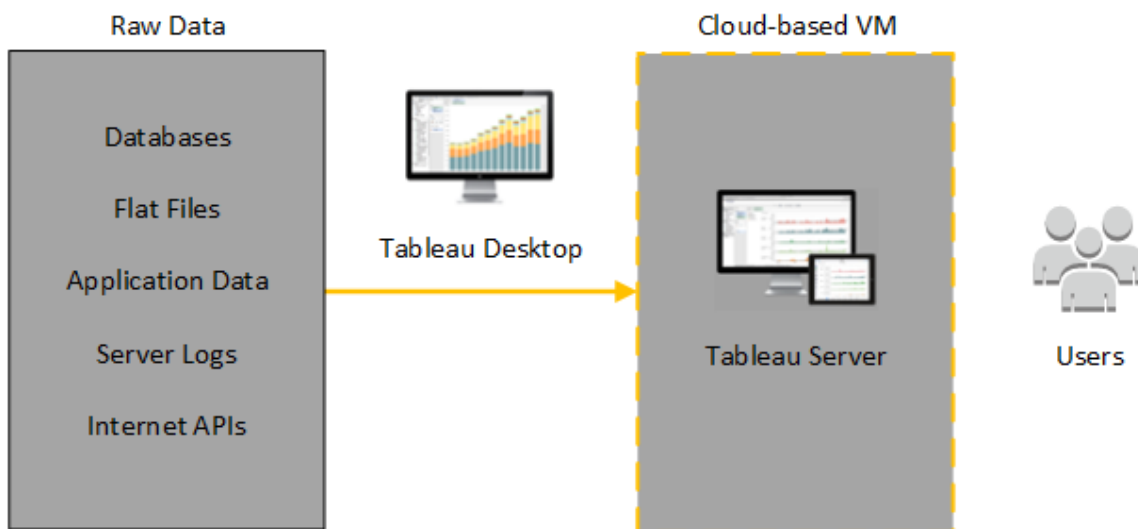 Raw Data
Databases
Flat Files
Application Data
Server Logs
Internet APIs
Tableau Desktop
Cloud-based VM
Tableau Server
Users